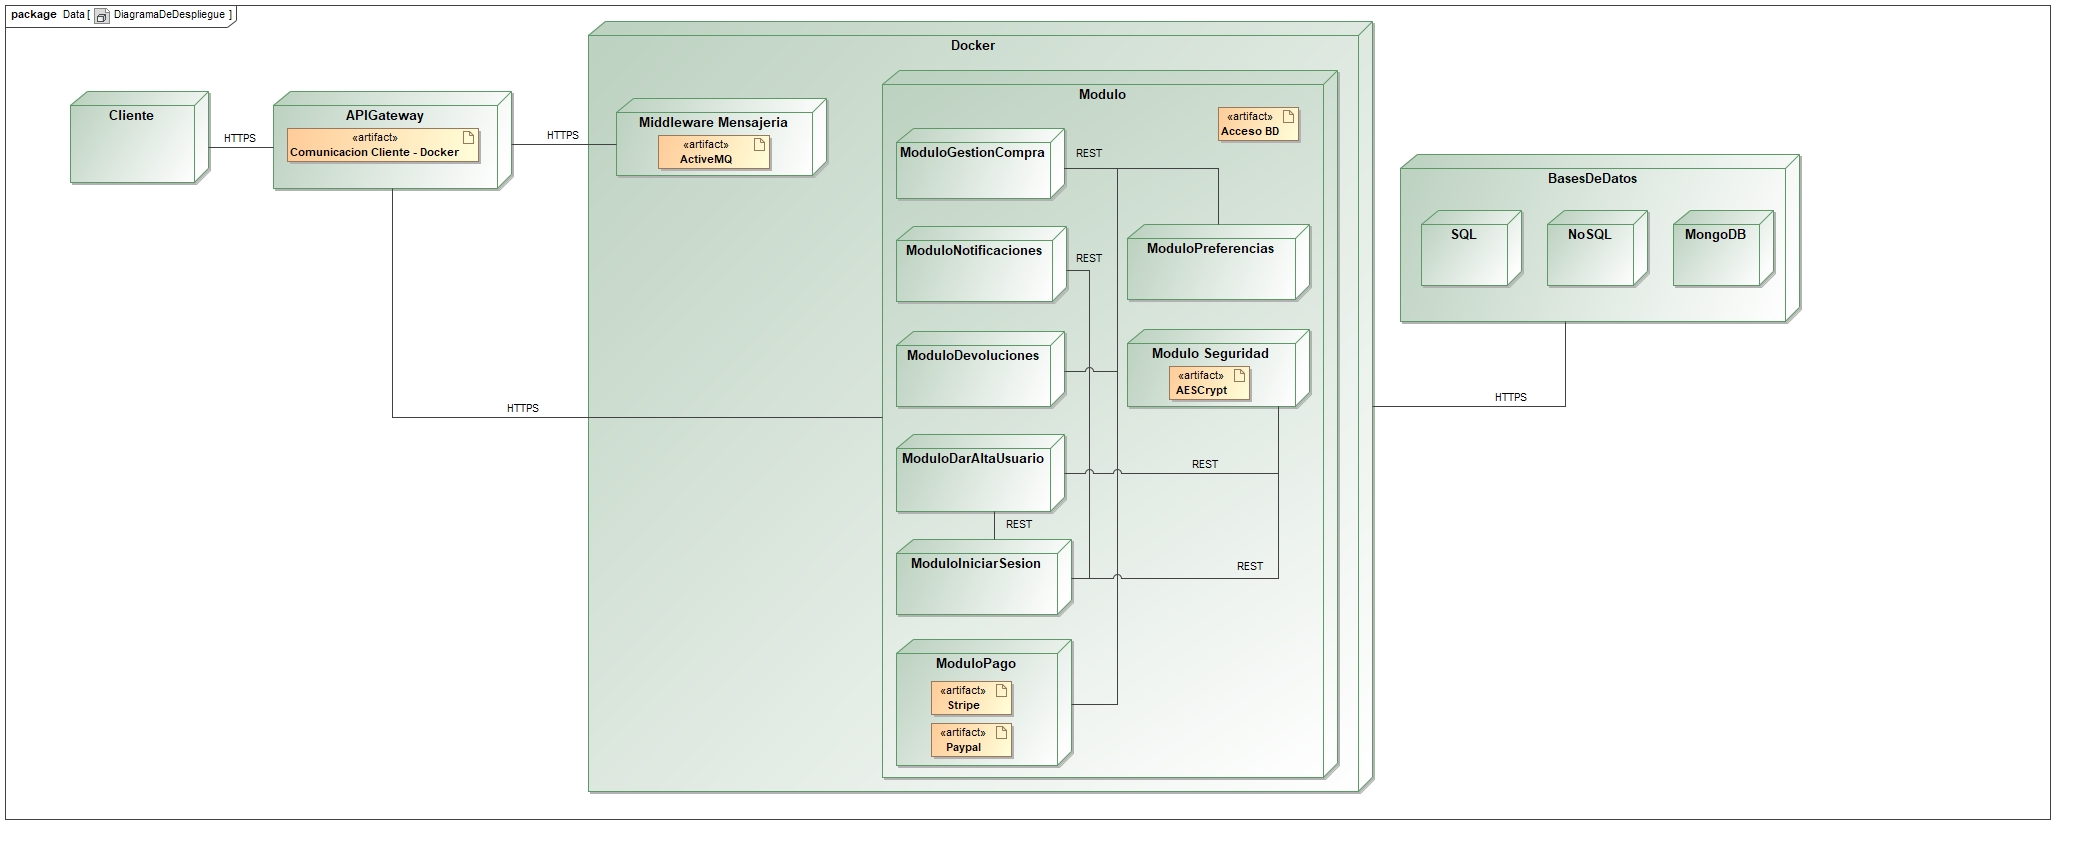 package Data [ DiagramaDeDespliegue ]
Docker
Modulo
Cliente
HTTPS
APIGateway
«artifact»
Comunicacion Cliente - Docker
HTTPS
Middleware Mensajeria
«artifact»
ActiveMQ
«artifact»
Acceso BD
ModuloGestionCompra
REST
ModuloNotificaciones
REST
ModuloPreferencias
BasesDeDatos
SQL
NoSQL
MongoDB
ModuloDevoluciones
Modulo Seguridad
«artifact»
AESCrypt
HTTPS
HTTPS
ModuloDarAltaUsuario
REST
REST
ModuloIniciarSesion
REST
ModuloPago
«artifact»
Stripe
«artifact»
Paypal